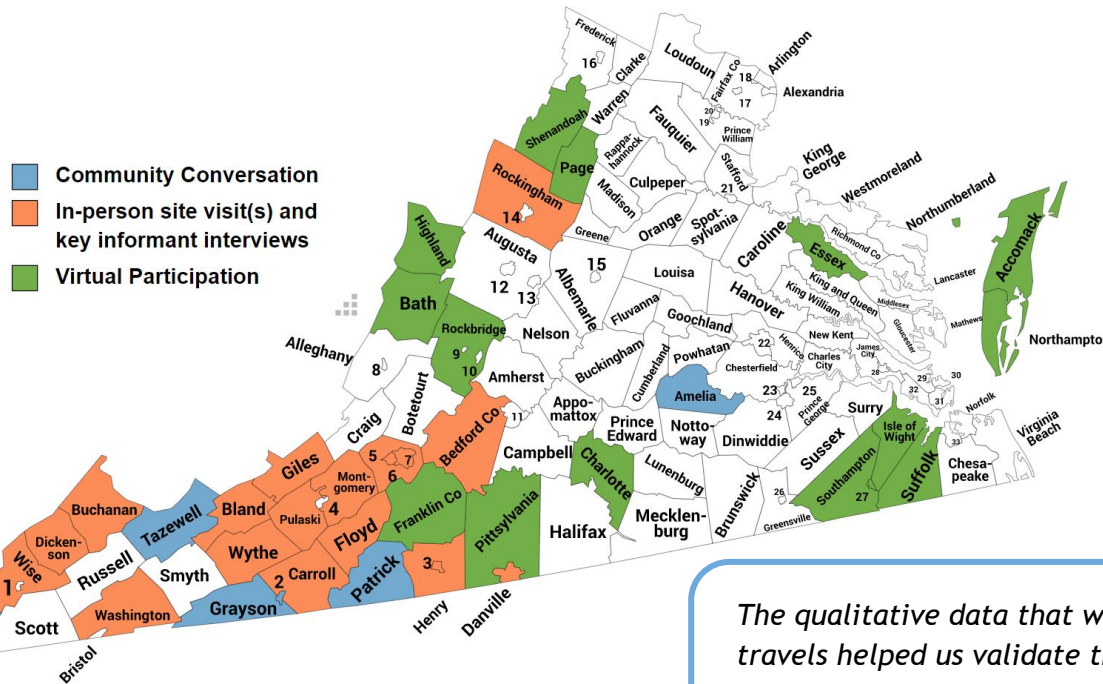 Community Conversation
In-person site visit(s) and
key informant interviews
Virtual Participation
Frederick
16
Clarke
Loudoun
Fairfax Co
18
17
Arlington
Alexandria
Warren
Fauquier
20
19
Prince
William
Shenandoah
Page
Rappa-
hannock
Culpeper
Stafford
21
King
George
Westmoreland
Northumberland
Rockingham
14
Madison
Greene
Orange
Spot-
sylvania
Caroline
Essex
Richmond Co
Lancaster
Accomack
Northampto
Highland
Bath
Augusta
12
13
Albemarle
15
Louisa
Hanover
King and Queen
King William
Middlesex
Mathews
Gloucester
Rockbridge
9
10
Nelson
Fluvanna
Goochland
New Kent
Henrico
Charles
City
James
City
28
29
30
32
31
Norfolk
33
Virginia
Beach
Alleghany
8
Botetourt
Craig
Amherst
11
Buckingham
Cumberland
Powhatan
22
Chesterfield
23
24
25
Prince
George
Surry
Amelia
Appo-
mattox
Prince
Edward
Notto-
way
Dinwiddie
Sussex
Isle of
Wight
Southampton
27
Suffolk
Chesa-
peake
Bedford Co
Campbell
Charlotte
Lunenburg
Brunswick
26
Greensville
Mecklen-
burg
Halifax
Pittsylvania
Danville
Franklin Co
5
6
7
Mont-
gomery
Giles
Bland
Pulaski
4
Floyd
Patrick
3
Henry
Buchanan
Dicken-
son
Wise
1
Tazewell
Russell
Smyth
Wythe
Carroll
2
Grayson
Washington
Scott
Bristol
The qualitative data that w
travels helped us validate t